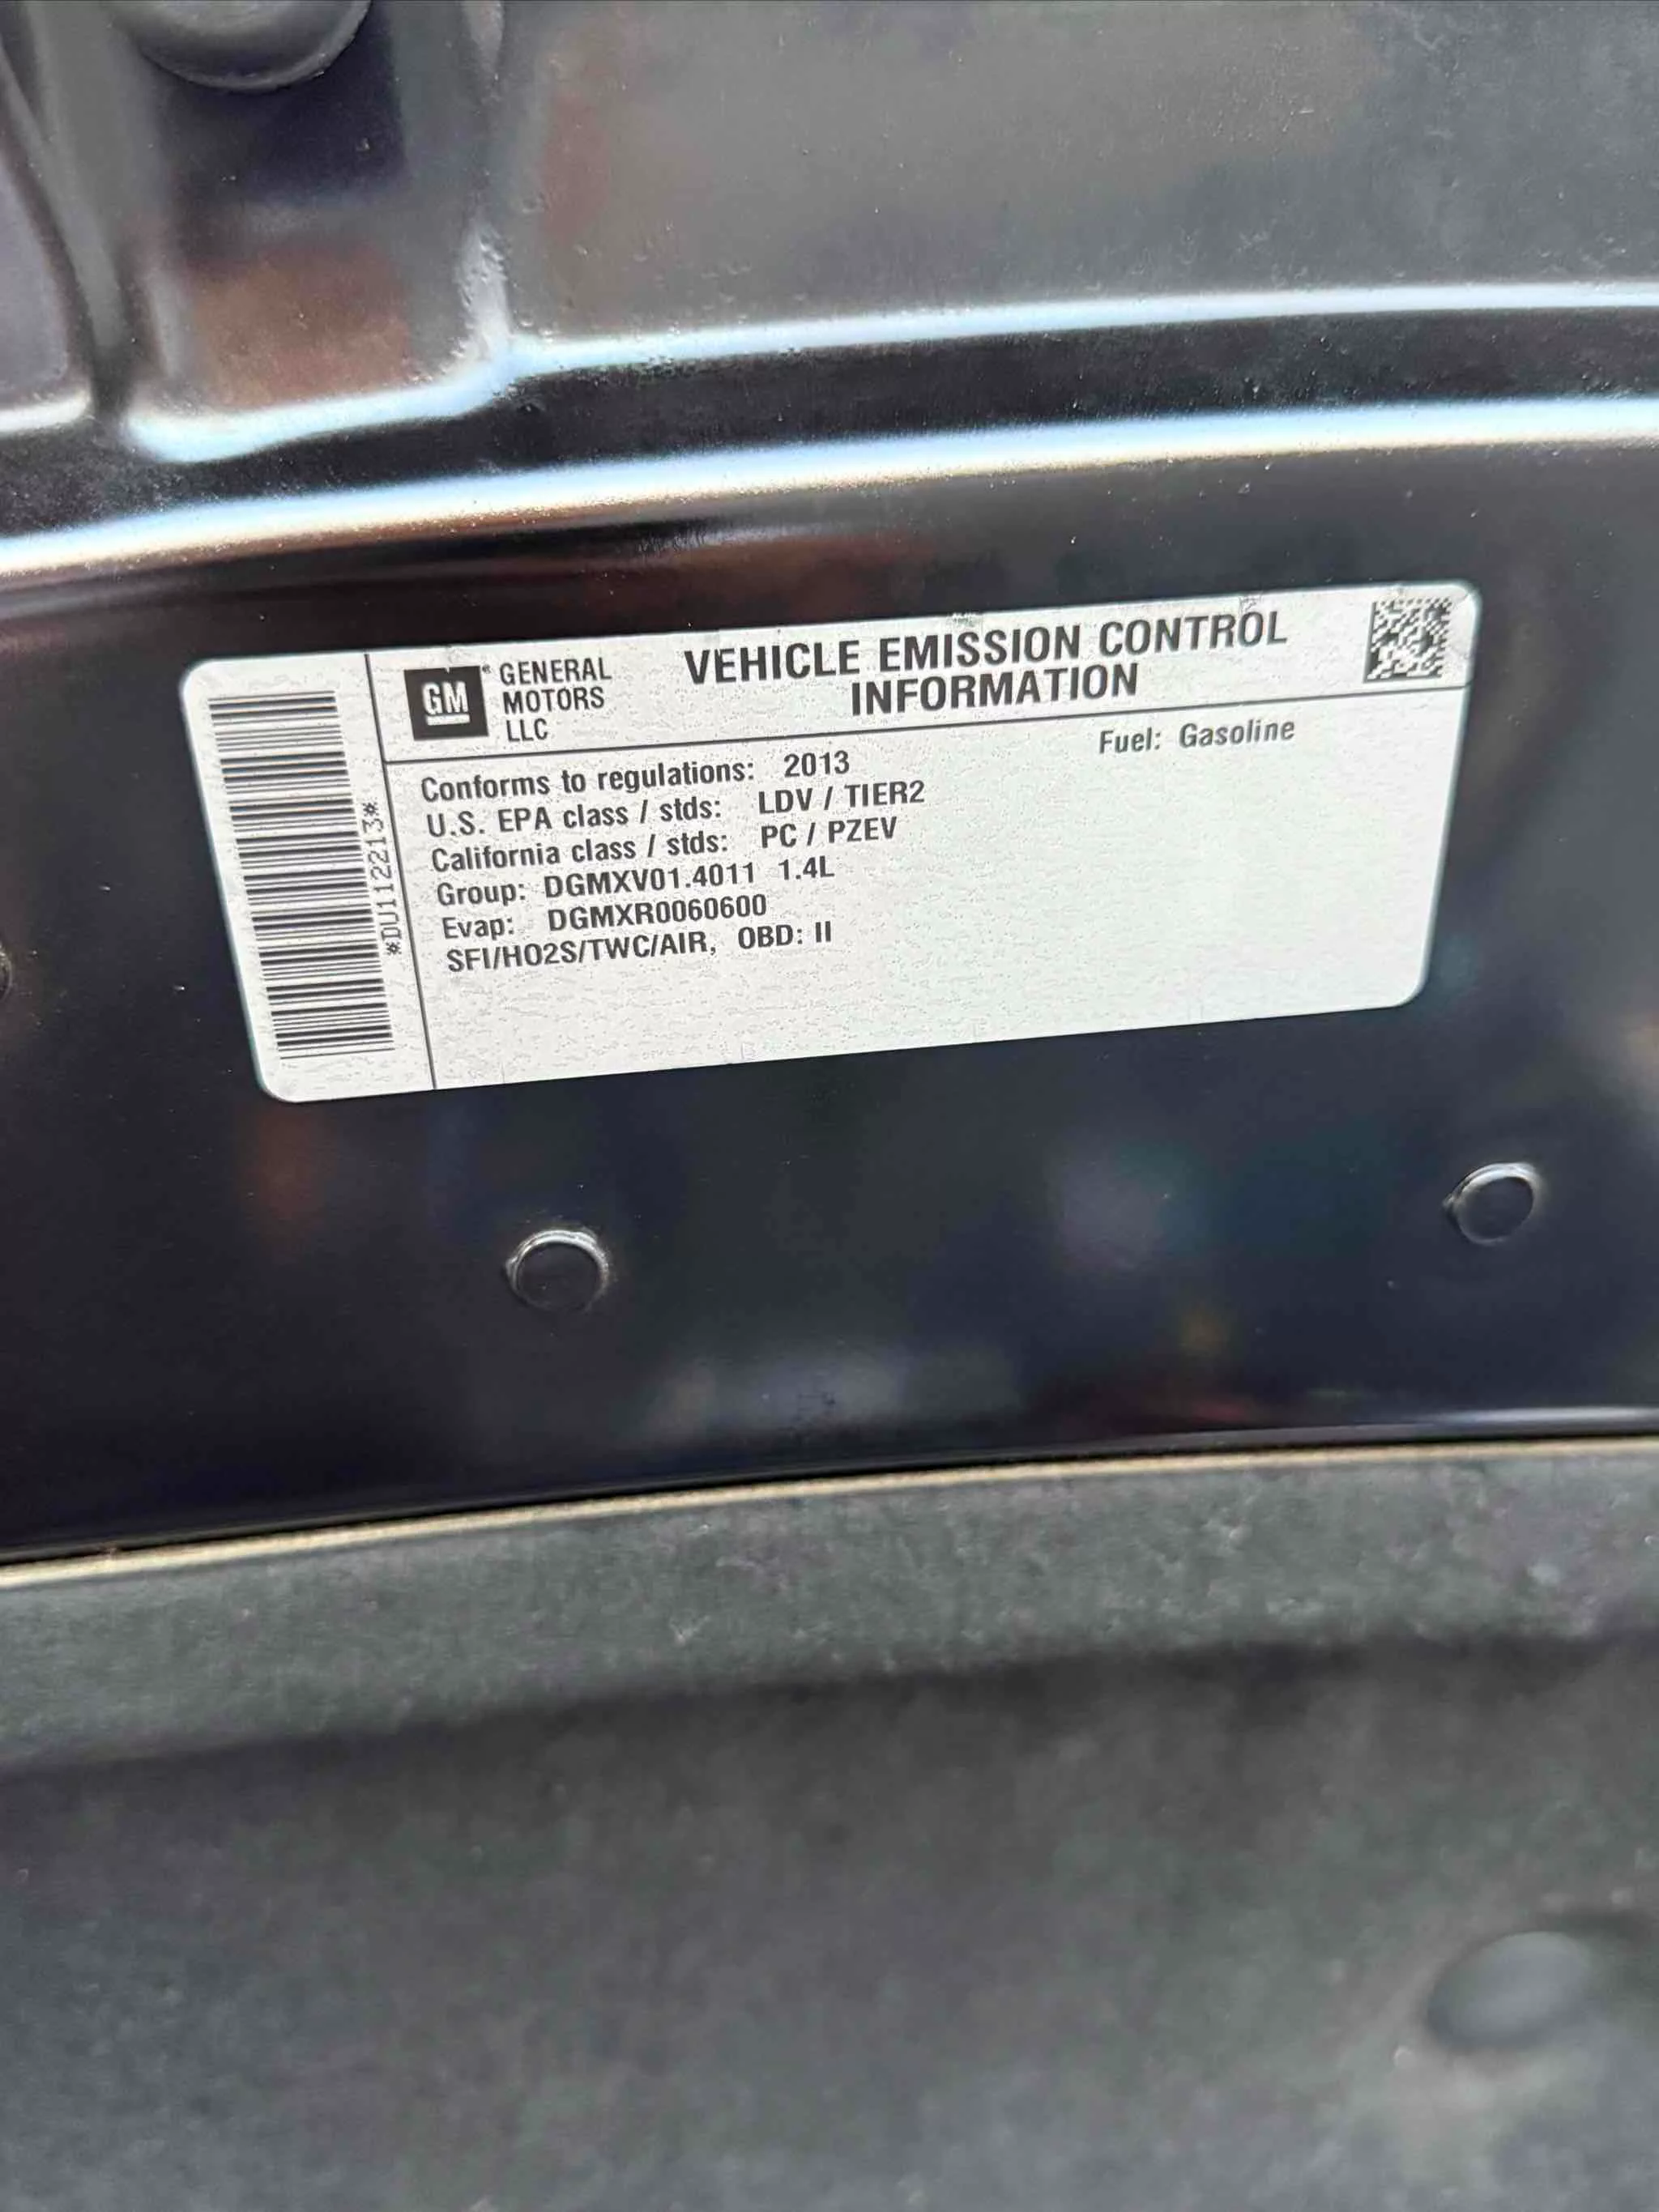 GM
GENERAL
MOTORS
LLC
VEHICLE EMISSION CONTROL
INFORMATION
Fuel: Gasoline
Conforms to regulations: 2013
U.S. EPA class / stds: LDV / TIER2
California class / stds: PC / PZEV
Group: DGMXV01.4011 1.4L
Evap: DGMXR0060600
SFI/HO2S/TWC/AIR, OBD: II
*DU112213*